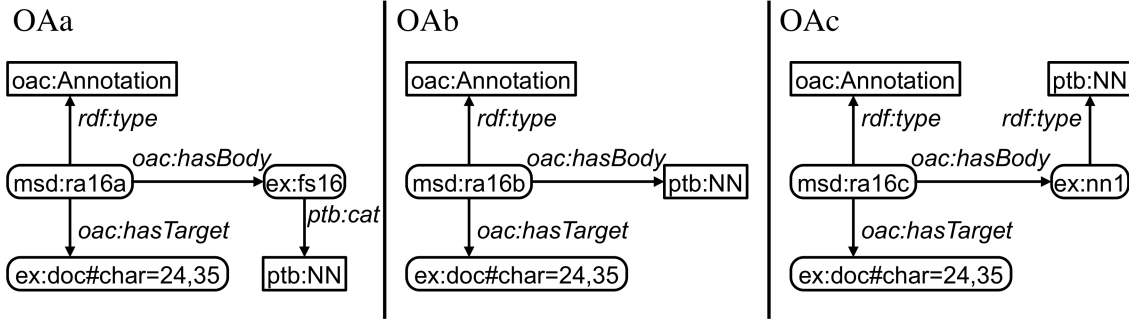 OAa
oac:Annotation
rdf:type
oac:hasBody
msd:ra16a
ex:fs16
ptb:cat
oac:hasTarget
ex:doc#char=24,35
ptb:NN
OAb
oac:Annotation
rdf:type
oac:hasBody
msd:ra16b
ptb:NN
oac:hasTarget
ex:doc#char=24,35
OAc
oac:Annotation
ptb:NN
rdf:type
rdf:type
oac:hasBody
msd:ra16c
ex:nn1
oac:hasTarget
ex:doc#char=24,35